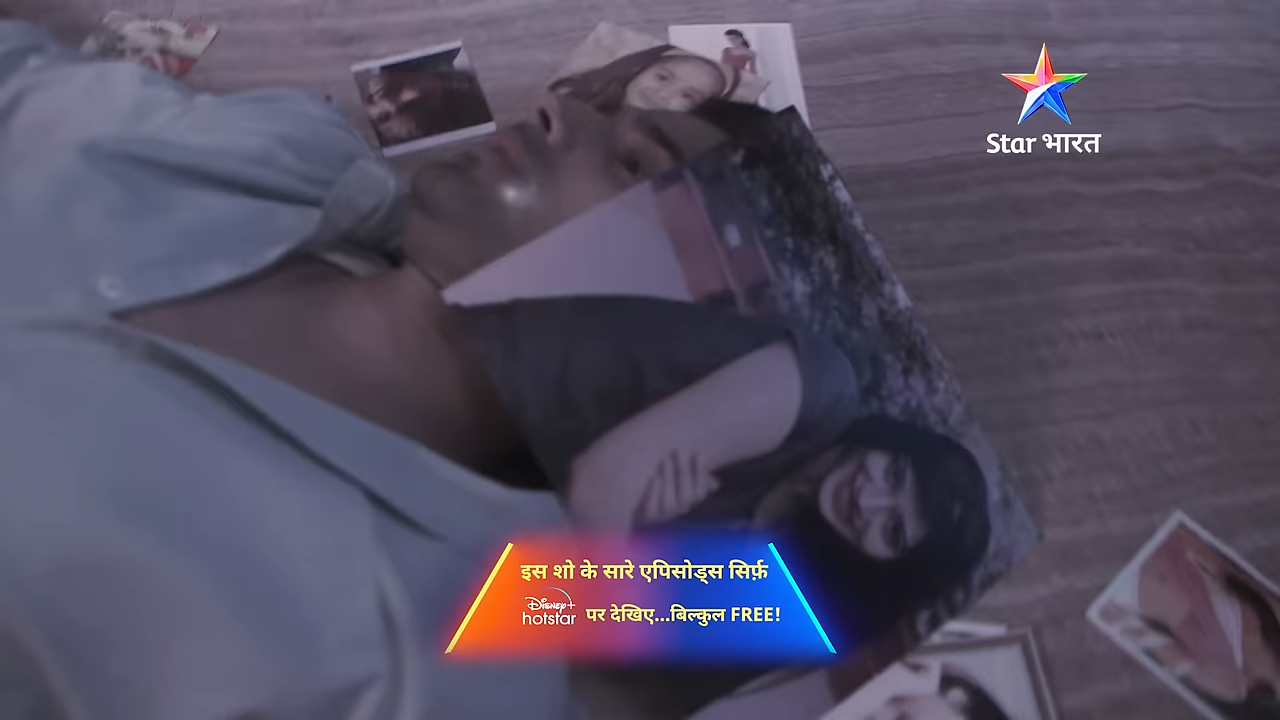 Star भारत
इस शो के सारे एपिसोड्स सिर्फ़
Disney+ hotstar पर देखिए...बिल्कुल FREE!